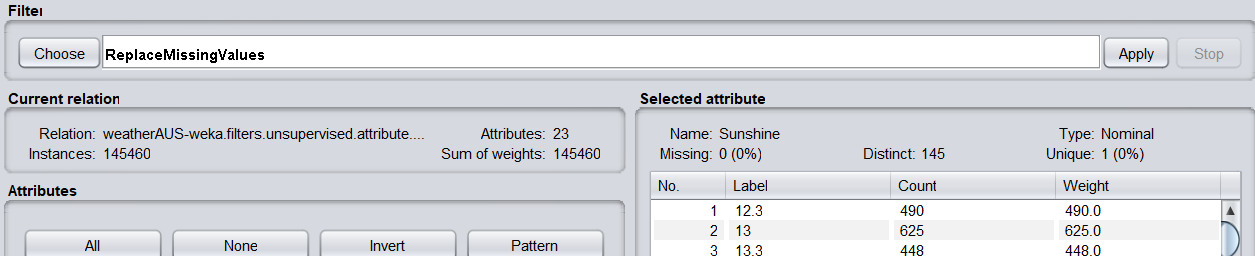 Filter
Choose ReplaceMissingValues Apply Stop
Current relation
Relation: weatherAUS-weka.filters.unsupervised.attribute.... Attributes: 23
Instances: 145460 Sum of weights: 145460
Attributes
All None Invert Pattern
Selected attribute
Name: Sunshine Type: Nominal
Missing: 0 (0%) Distinct: 145 Unique: 1 (0%)
No. Label Count Weight
1 12.3 490 490.0
2 13 625 625.0
3 13.3 448 448.0